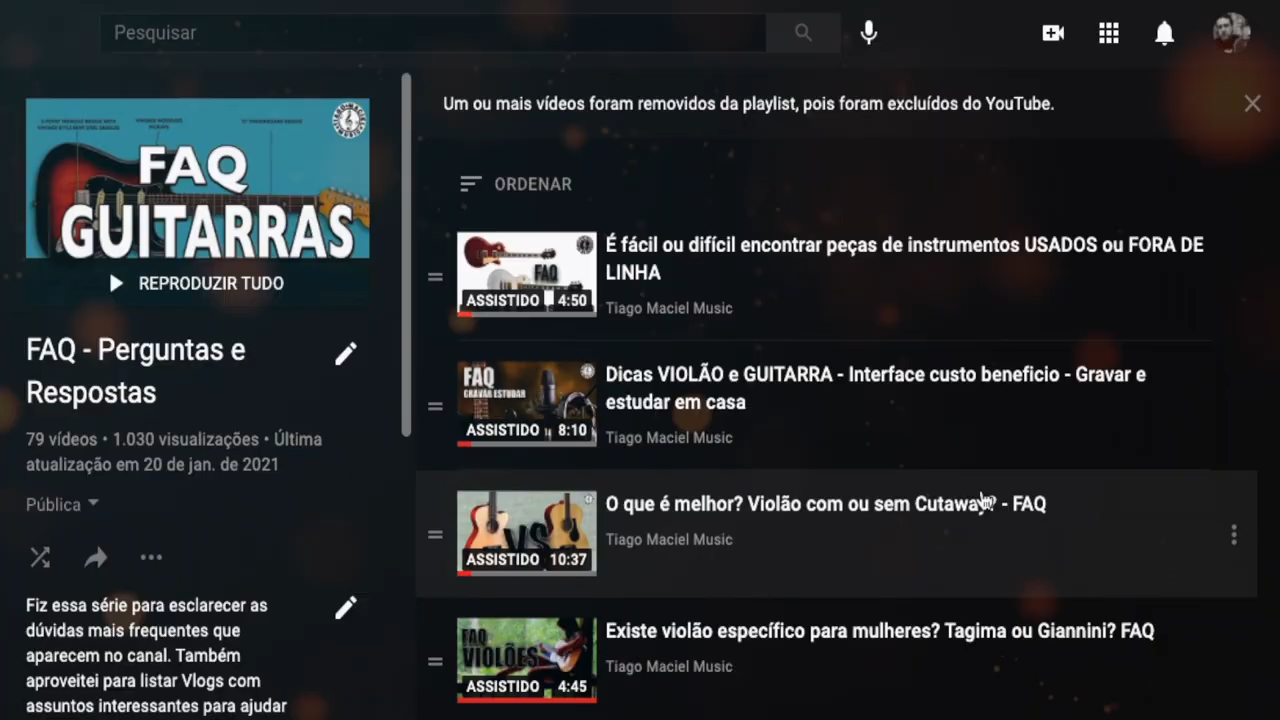 Pesquisar
FAQ
GUITARRAS
REPRODUZIR TUDO
FAQ - Perguntas e
Respostas
79 vídeos • 1.030 visualizações • Última
atualização em 20 de jan. de 2021
Pública
Fiz essa série para esclarecer as
dúvidas mais frequentes que
aparecem no canal. Também
aproveitei para listar Vlogs com
assuntos interessantes para ajudar
Um ou mais vídeos foram removidos da playlist, pois foram excluídos do YouTube.
ORDENAR
FAQ
ASSISTIDO 4:50
É fácil ou difícil encontrar peças de instrumentos USADOS ou FORA DE
LINHA
Tiago Maciel Music
FAQ
GRAVAR ESTUDAR
ASSISTIDO 8:10
Dicas VIOLÃO e GUITARRA - Interface custo beneficio - Gravar e
estudar em casa
Tiago Maciel Music
VS
ASSISTIDO 10:37
O que é melhor? Violão com ou sem Cutaway? - FAQ
Tiago Maciel Music
FAQ
VIOLÕES
ASSISTIDO 4:45
Existe violão específico para mulheres? Tagima ou Giannini? FAQ
Tiago Maciel Music